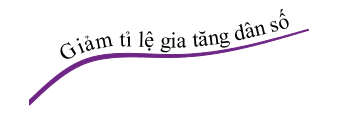 Giảm tỉ lệ gia tăng dân số